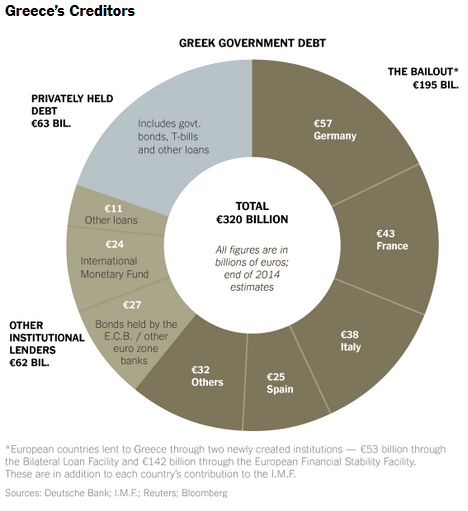 Greece's Creditors
GREEK GOVERNMENT DEBT
THE BAILOUT*
€195 BIL.
PRIVATELY HELD
DEBT
€63 BIL.
Includes govt.
bonds, T-bills
and other loans
€57
Germany
€11
Other loans
€24
International
Monetary Fund
TOTAL
€320 BILLION
All figures are in
billions of euros;
end of 2014
estimates
€43
France
€27
Bonds held by the
E.C.B. / other
euro zone
banks
OTHER
INSTITUTIONAL
LENDERS
€62 BIL.
€38
Italy
€32
Others
€25
Spain
*European countries lent to Greece through two newly created institutions — €53 billion through
the Bilateral Loan Facility and €142 billion through the European Financial Stability Facility.
These are in addition to each country's contribution to the I.M.F.
Sources: Deutsche Bank; I.M.F.; Reuters; Bloomberg